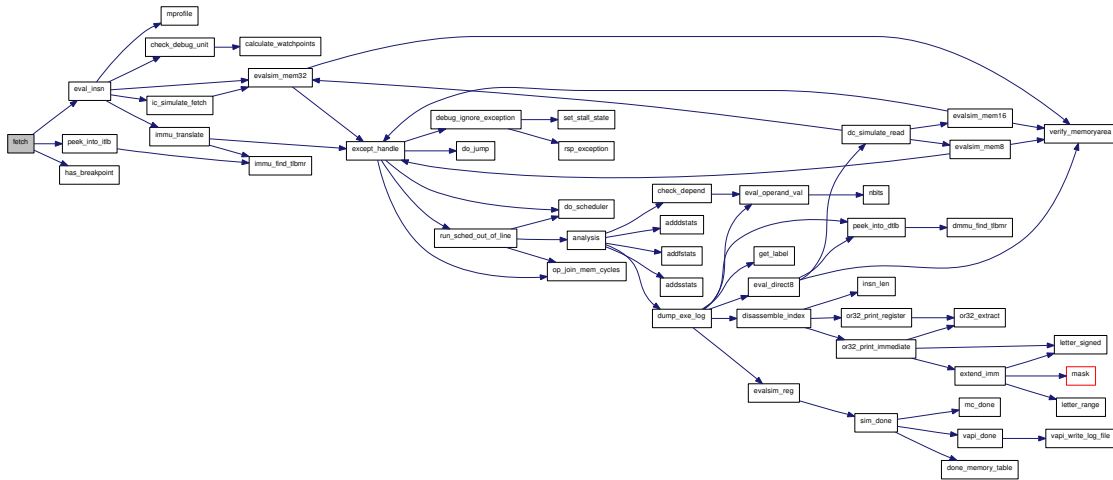 mprofile
check_debug_unit
calculate_watchpoints
eval_insn
evalsim_mem32
ic_simulate_fetch
fetch
peek_into_itlb
has_breakpoint
immu_translate
immu_find_tlbmr
except_handle
debug_ignore_exception
set_stall_state
do_jump
rsp_exception
dc_simulate_read
evalsim_mem16
evalsim_mem8
verify_memoryarea
do_scheduler
run_sched_out_of_line
analysis
op_join_mem_cycles
check_depend
eval_operand_val
nbits
adddstats
addfstats
addsstats
peek_into_dtlb
dmmu_find_tlbmr
get_label
eval_direct8
insn_len
dump_exe_log
disassemble_index
or32_print_register
or32_extract
or32_print_immediate
letter_signed
extend_imm
mask
letter_range
evalsim_reg
sim_done
mc_done
vapi_done
vapi_write_log_file
done_memory_table